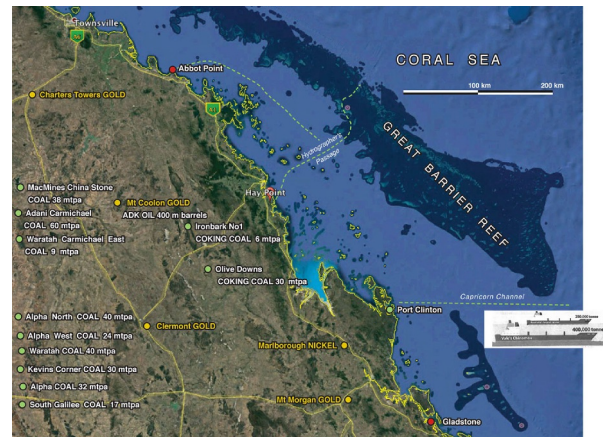 Townsville
CORAL SEA
Abbot Point
100 km
200 km
Charters Towers GOLD
Hydrographers
Passage
GREAT BARRIER REEF
MacMines China Stone
COAL 38 mtpa
Mt Coolon GOLD
Hay Point
Adani Carmichael
COAL 60 mtpa
ADK OIL 400 m barrels
Ironbark No1
COKING COAL 6 mtpa
Waratah Carmichael East
COAL 9 mtpa
Olive Downs
COKING COAL 30 mtpa
Capricorn Channel
Port Clinton
Alpha North COAL 40 mtpa
Clermont GOLD
Alpha West COAL 24 mtpa
400,000 tonnes
Waratah COAL 40 mtpa
Marlborough NICKEL
Kevins Corner COAL 30 mtpa
Alpha COAL 32 mtpa
Mt Morgan GOLD
South Galilee COAL 17 mtpa
Gladstone